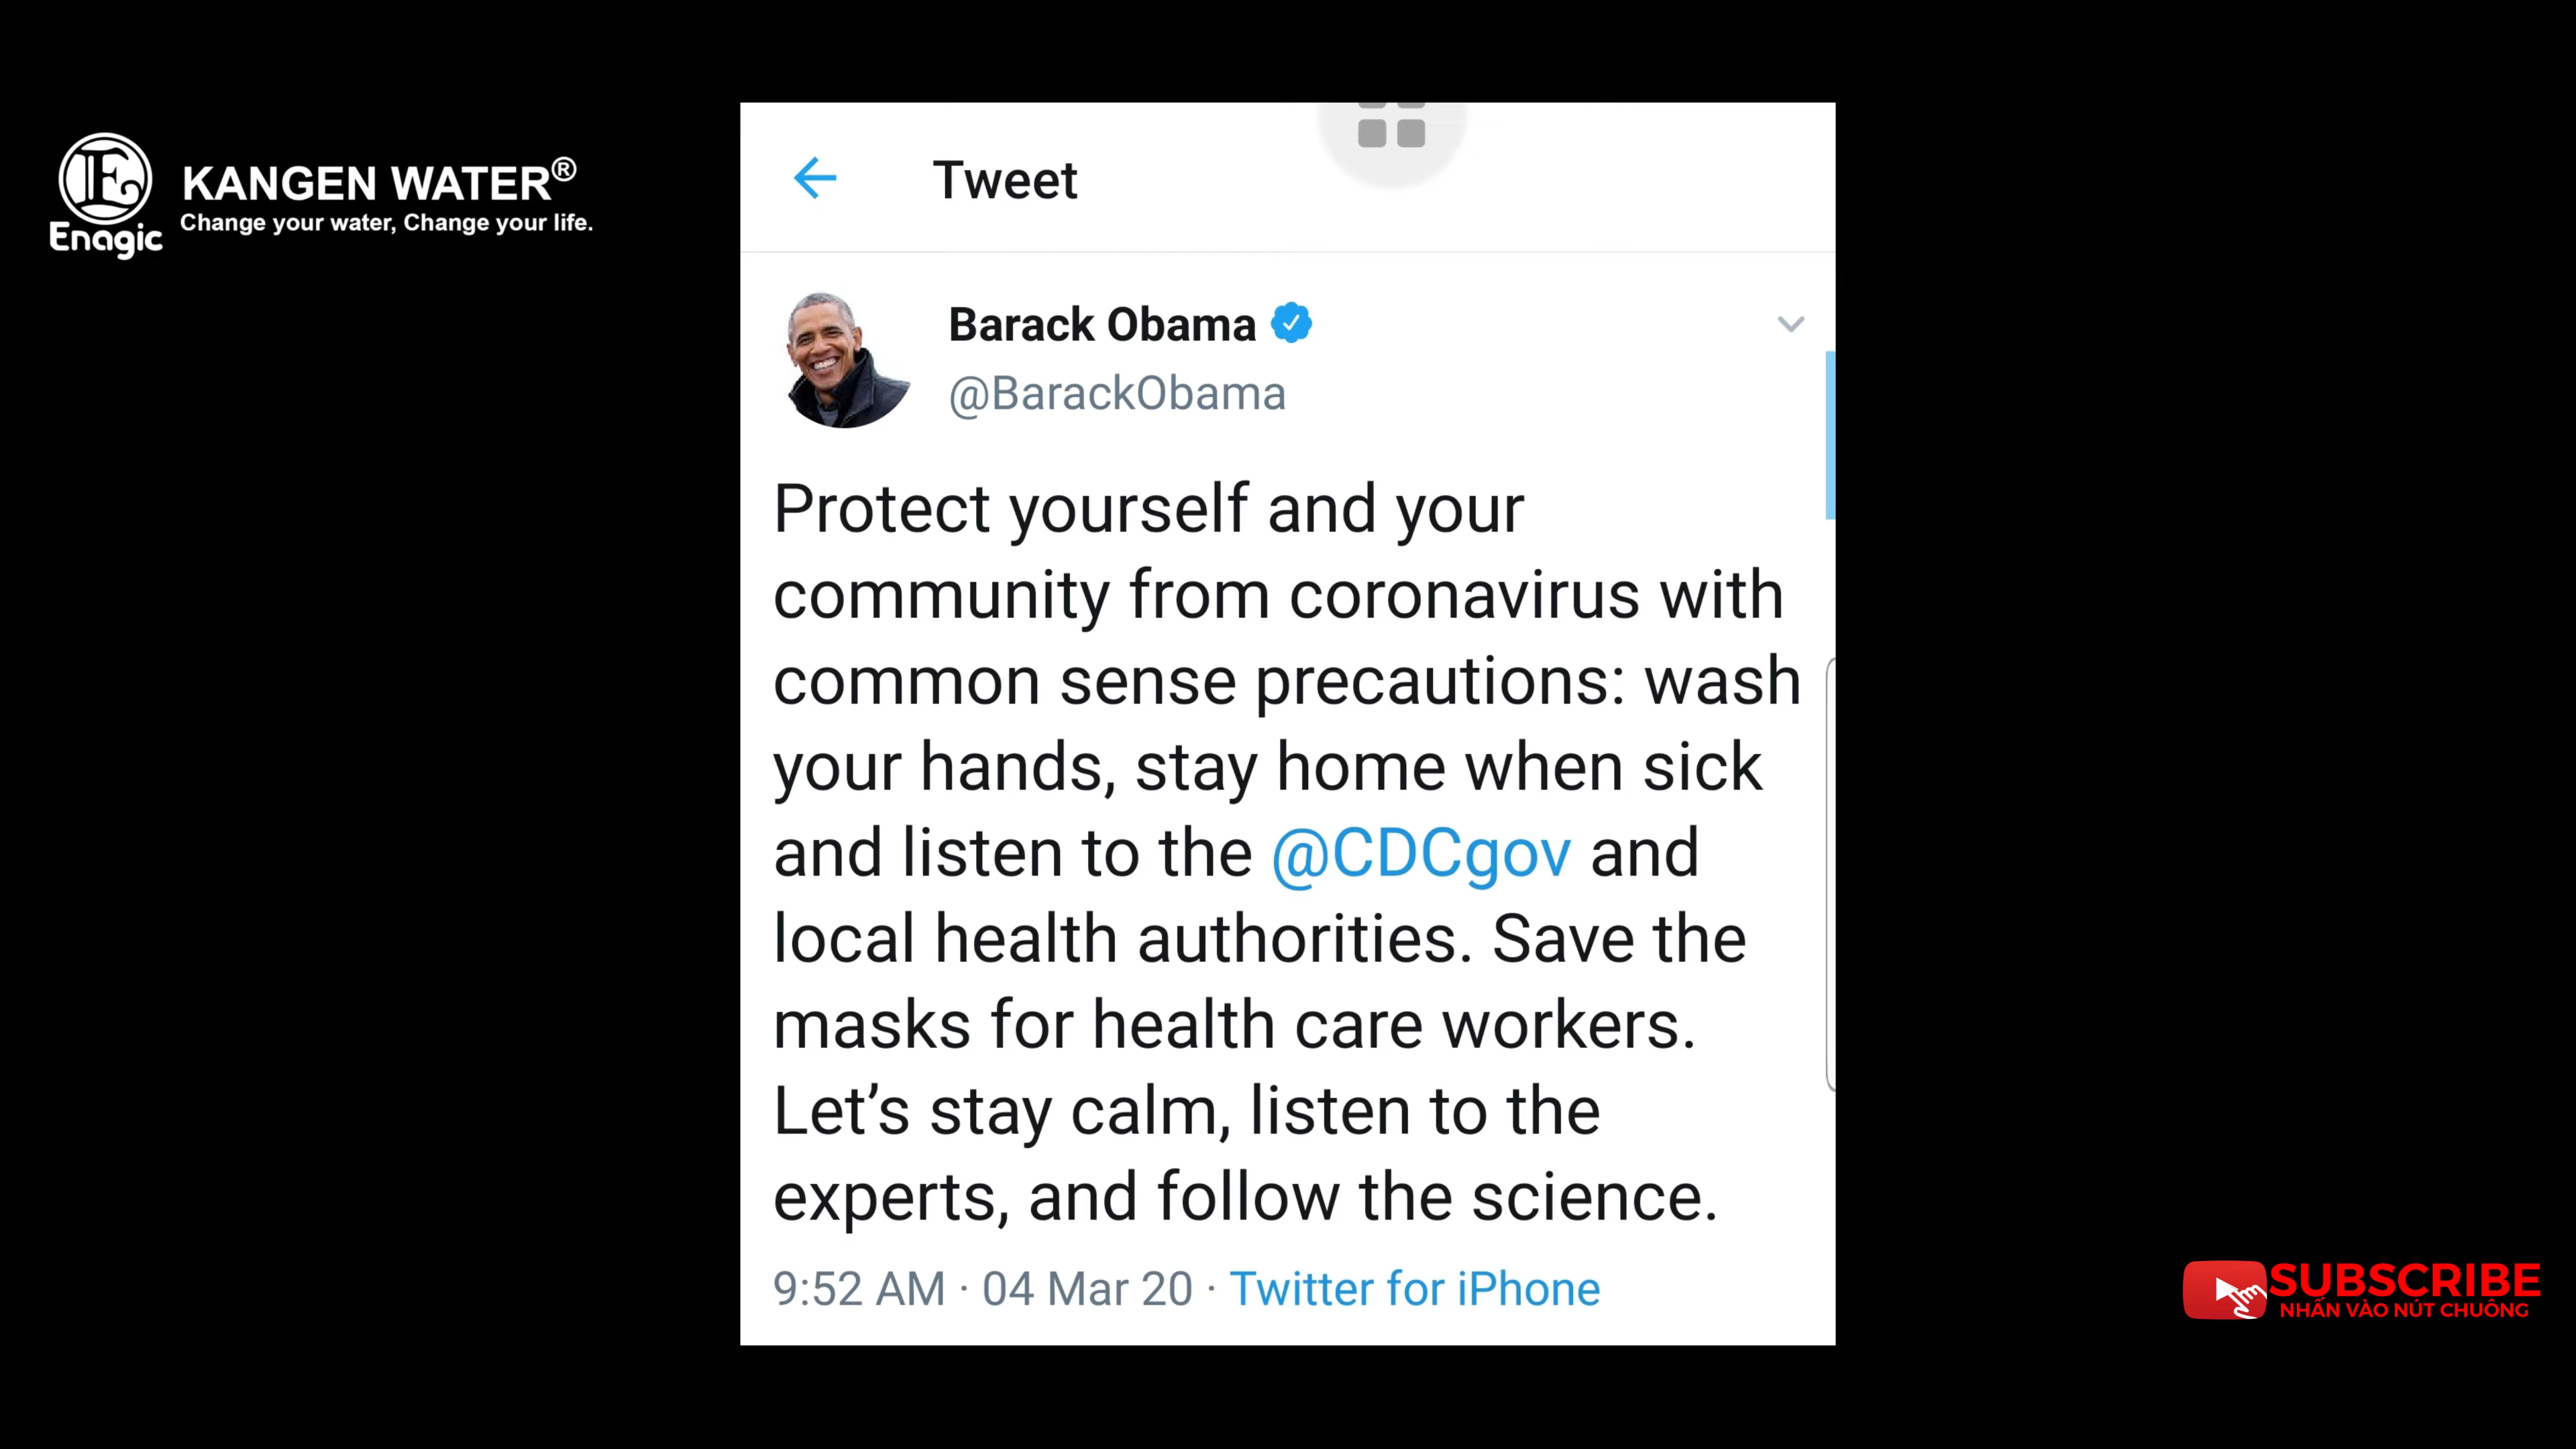 Enagic
KANGEN WATER®
Change your water, Change your life.
Tweet
Barack Obama
@BarackObama
Protect yourself and your
community from coronavirus with
common sense precautions: wash
your hands, stay home when sick
and listen to the @CDCgov and
local health authorities. Save the
masks for health care workers.
Let’s stay calm, listen to the
experts, and follow the science.
9:52 AM · 04 Mar 20 · Twitter for iPhone
SUBSCRIBE
NHẤN VÀO NÚT CHUÔNG